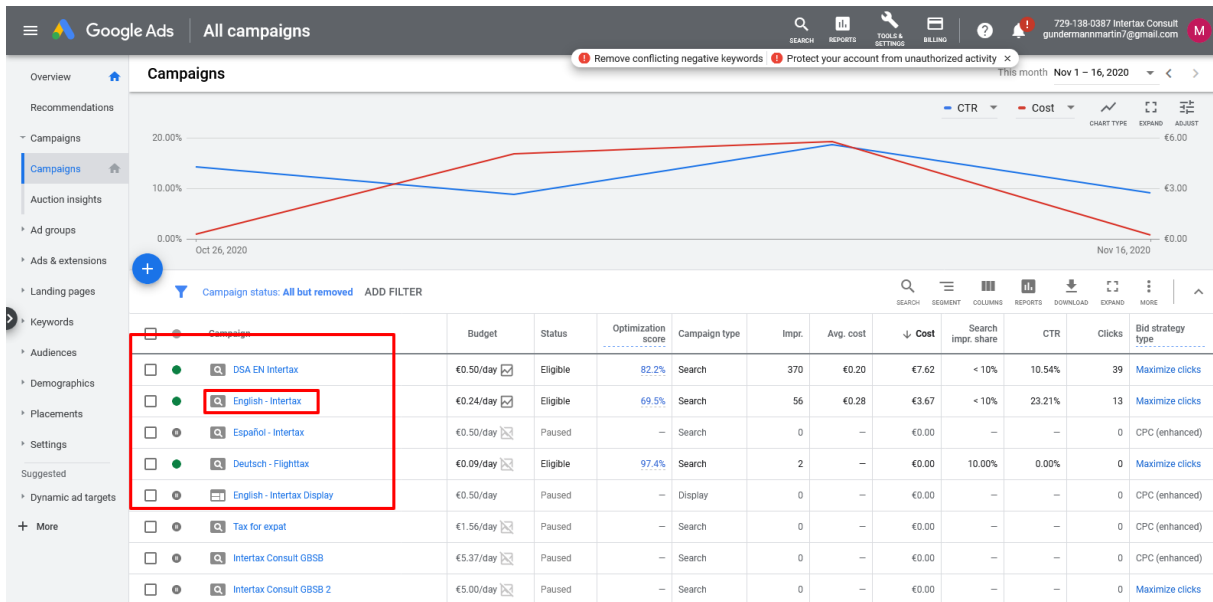 Google Ads All campaigns
SEARCH REPORTS TOOLS & SETTINGS BILLING
729-138-0387 Intertax Consult
gundermannmartin7@gmail.com
M
Remove conflicting negative keywords Protect your account from unauthorized activity ×
Overview
Recommendations
Campaigns
Campaigns
Auction insights
Ad groups
Ads & extensions
Landing pages
Keywords
Audiences
Demographics
Placements
Settings
Suggested
Dynamic ad targets
+ More
Campaigns
This month Nov 1 – 16, 2020
CTR Cost
CHART TYPE EXPAND ADJUST
20.00% €6.00
10.00% €3.00
0.00% €0.00
Oct 26, 2020 Nov 16, 2020
Campaign status: All but removed ADD FILTER
SEARCH SEGMENT COLUMNS REPORTS DOWNLOAD EXPAND MORE
Campaign Budget Status Optimization score Campaign type Impr. Avg. cost ↓ Cost Search impr. share CTR Clicks Bid strategy type
DSA EN Intertax €0.50/day Eligible 82.2% Search 370 €0.20 €7.62 < 10% 10.54% 39 Maximize clicks
English - Intertax €0.24/day Eligible 69.5% Search 56 €0.28 €3.67 < 10% 23.21% 13 Maximize clicks
Español - Intertax €0.50/day Paused – Search 0 – €0.00 – – 0 CPC (enhanced)
Deutsch - Flighttax €0.09/day Eligible 97.4% Search 2 – €0.00 10.00% 0.00% 0 Maximize clicks
English - Intertax Display €0.50/day Paused – Display 0 – €0.00 – – 0 CPC (enhanced)
Tax for expat €1.56/day Paused – Search 0 – €0.00 – – 0 CPC (enhanced)
Intertax Consult GBSB €5.37/day Paused – Search 0 – €0.00 – – 0 CPC (enhanced)
Intertax Consult GBSB 2 €5.00/day Paused – Search 0 – €0.00 – – 0 Maximize clicks